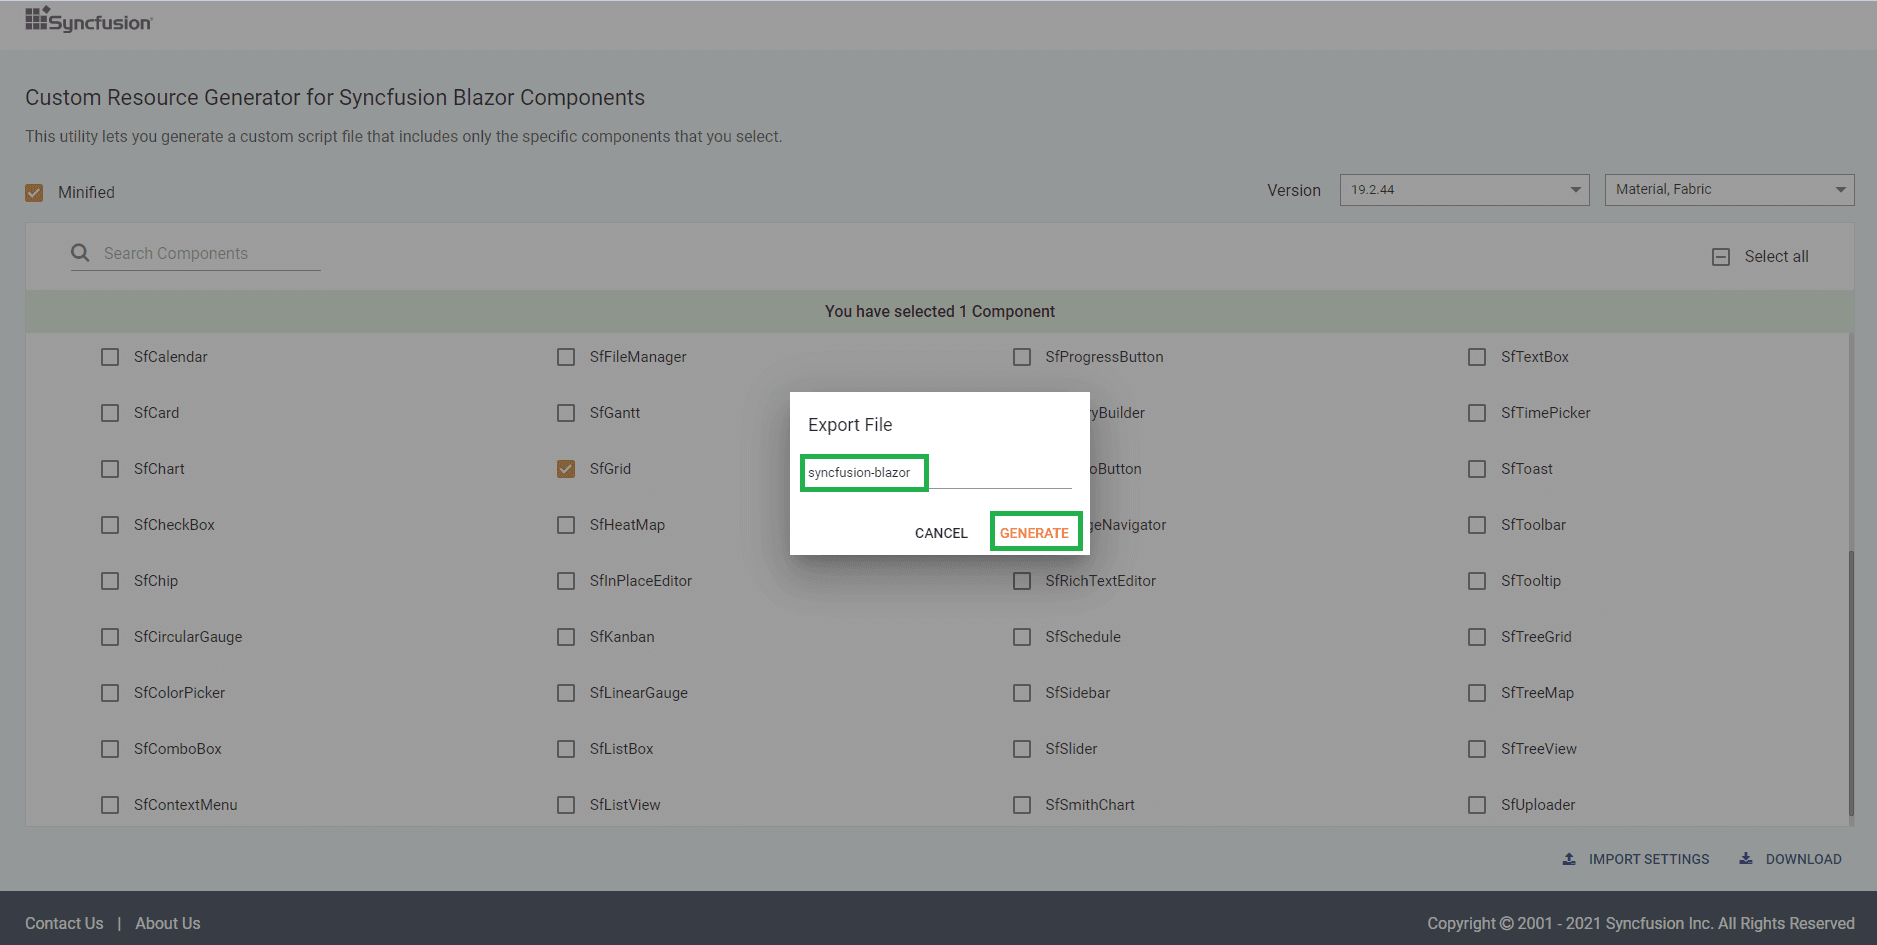 Syncfusion
Custom Resource Generator for Syncfusion Blazor Components
This utility lets you generate a custom script file that includes only the specific components that you select.
Minified
Version 19.2.44 Material, Fabric
Search Components
Select all
You have selected 1 Component
SfCalendar SfFileManager SfProgressButton SfTextBox
SfCard SfGantt yBuilder SfTimePicker
Export File
SfChart SfGrid oButton SfToast
syncfusion-blazor
SfCheckBox SfHeatMap geNavigator SfToolbar
CANCEL GENERATE
SfChip SfInPlaceEditor SfRichTextEditor SfTooltip
SfCircularGauge SfKanban SfSchedule SfTreeGrid
SfColorPicker SfLinearGauge SfSidebar SfTreeMap
SfComboBox SfListBox SfSlider SfTreeView
SfContextMenu SfListView SfSmithChart SfUploader
IMPORT SETTINGS DOWNLOAD
Contact Us | About Us Copyright © 2001 - 2021 Syncfusion Inc. All Rights Reserved